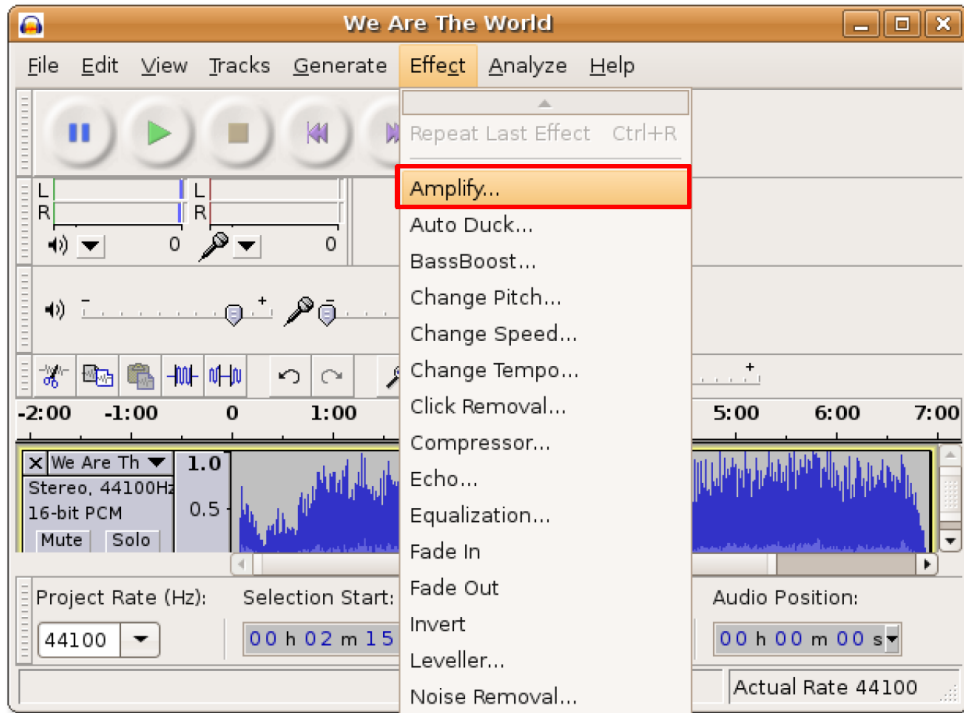 We Are The World
File Edit View Tracks Generate Effect Analyze Help
Repeat Last Effect Ctrl+R
Amplify...
Auto Duck...
BassBoost...
Change Pitch...
Change Speed...
Change Tempo...
Click Removal...
Compressor...
Echo...
Equalization...
Fade In
Fade Out
Invert
Leveller...
Noise Removal...
L
R
0
L
R
0
- +
-
+
-2:00 -1:00 0 1:00 5:00 6:00 7:00
We Are Th 1.0
Stereo, 44100Hz
16-bit PCM 0.5
Mute Solo
Project Rate (Hz): Selection Start: Audio Position:
44100 00 h 02 m 15 00 h 00 m 00 s
Actual Rate 44100